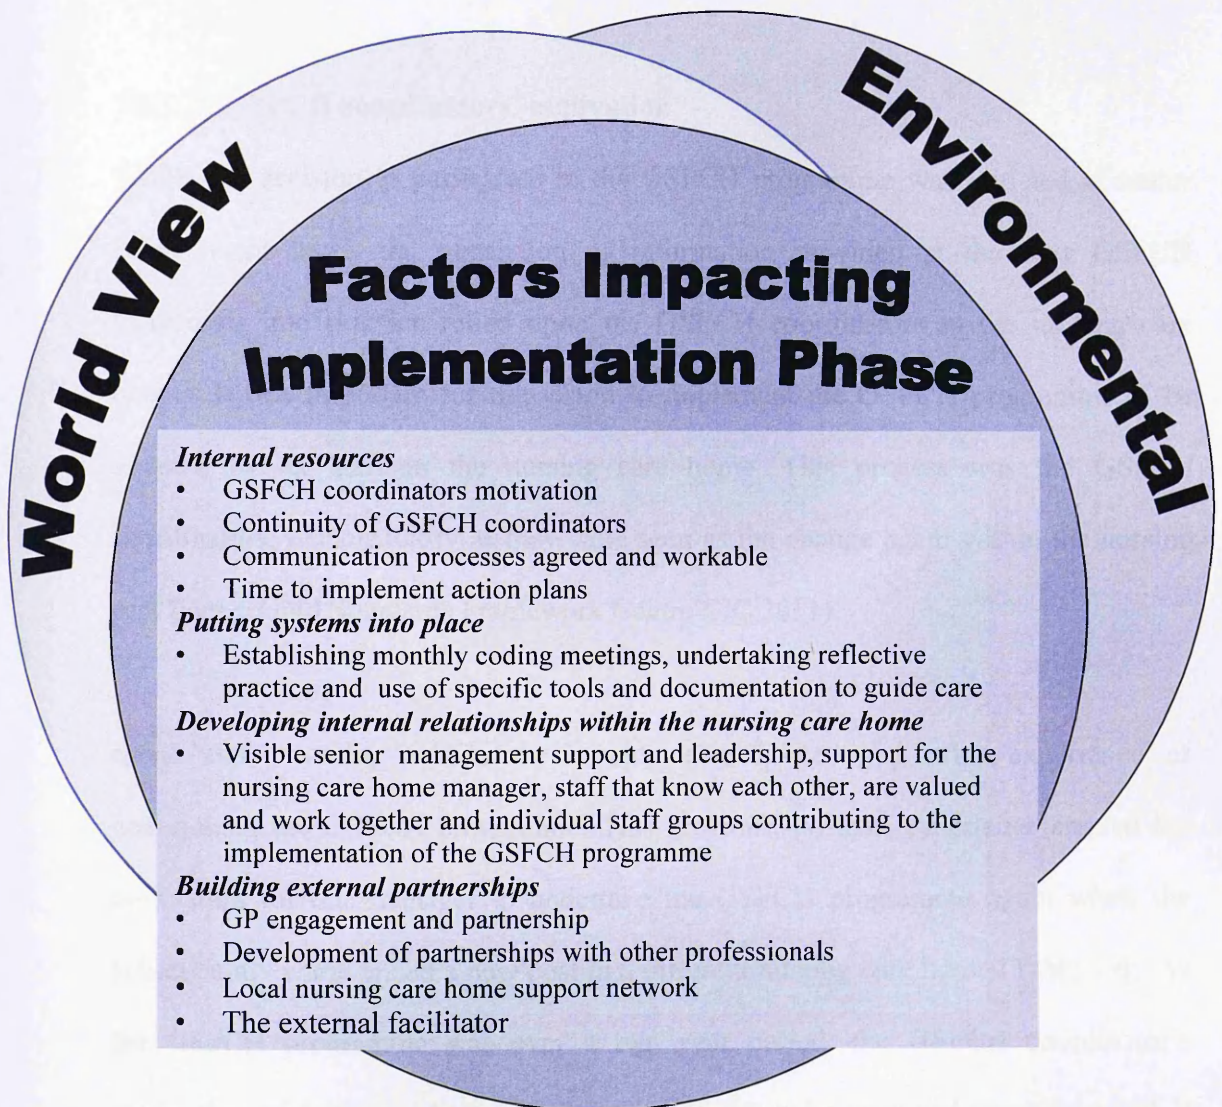 World View
Environmental
Factors Impacting
Implementation Phase
Internal resources
• GSFCH coordinators motivation
• Continuity of GSFCH coordinators
• Communication processes agreed and workable
• Time to implement action plans
Putting systems into place
• Establishing monthly coding meetings, undertaking reflective
practice and use of specific tools and documentation to guide care
Developing internal relationships within the nursing care home
• Visible senior management support and leadership, support for the
nursing care home manager, staff that know each other, are valued
and work together and individual staff groups contributing to the
implementation of the GSFCH programme
Building external partnerships
• GP engagement and partnership
• Development of partnerships with other professionals
• Local nursing care home support network
• The external facilitator